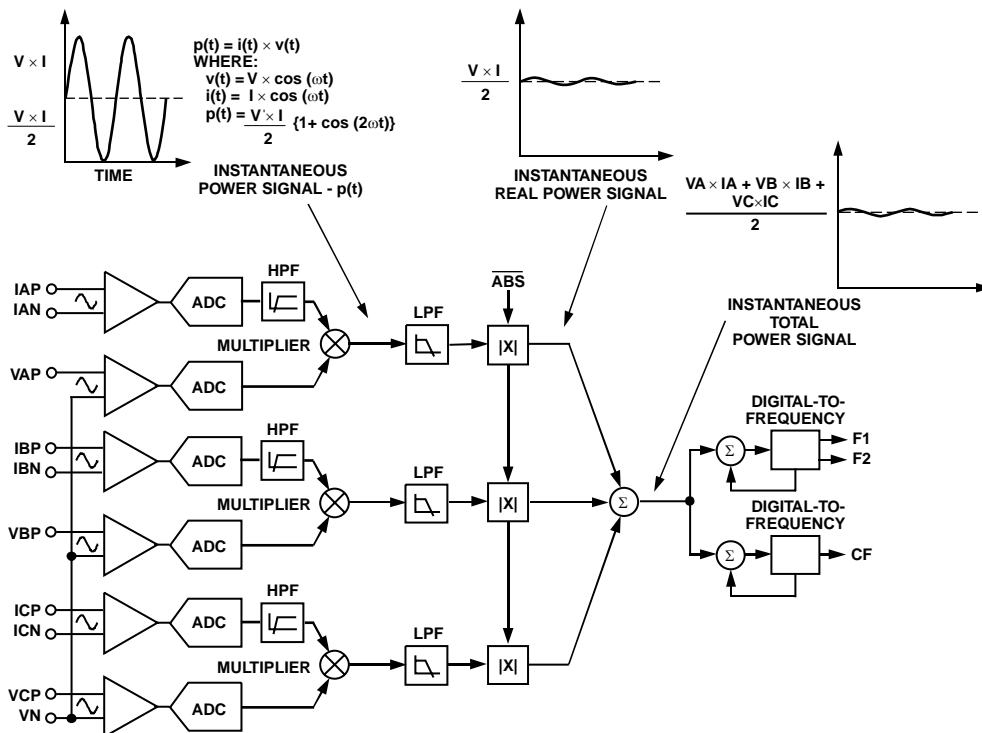 V × I
V × I
2
TIME
p(t) = i(t) × v(t)
WHERE:
v(t) = V × cos (ωt)
i(t) = I × cos (ωt)
p(t) = V × I
2
{1+ cos (2ωt)}
INSTANTANEOUS
POWER SIGNAL - p(t)
V × I
2
INSTANTANEOUS
REAL POWER SIGNAL
VA × IA + VB × IB +
VC×IC
2
INSTANTANEOUS
TOTAL
POWER SIGNAL
IAP
IAN
ADC
HPF
MULTIPLIER
LPF
ABS
|X|
VAP
ADC
IBP
IBN
ADC
HPF
MULTIPLIER
LPF
|X|
VBP
ADC
ICP
ICN
ADC
HPF
MULTIPLIER
LPF
|X|
VCP
VN
ADC
Σ
DIGITAL-TO-
FREQUENCY
Σ
F1
F2
DIGITAL-TO-
FREQUENCY
Σ
CF